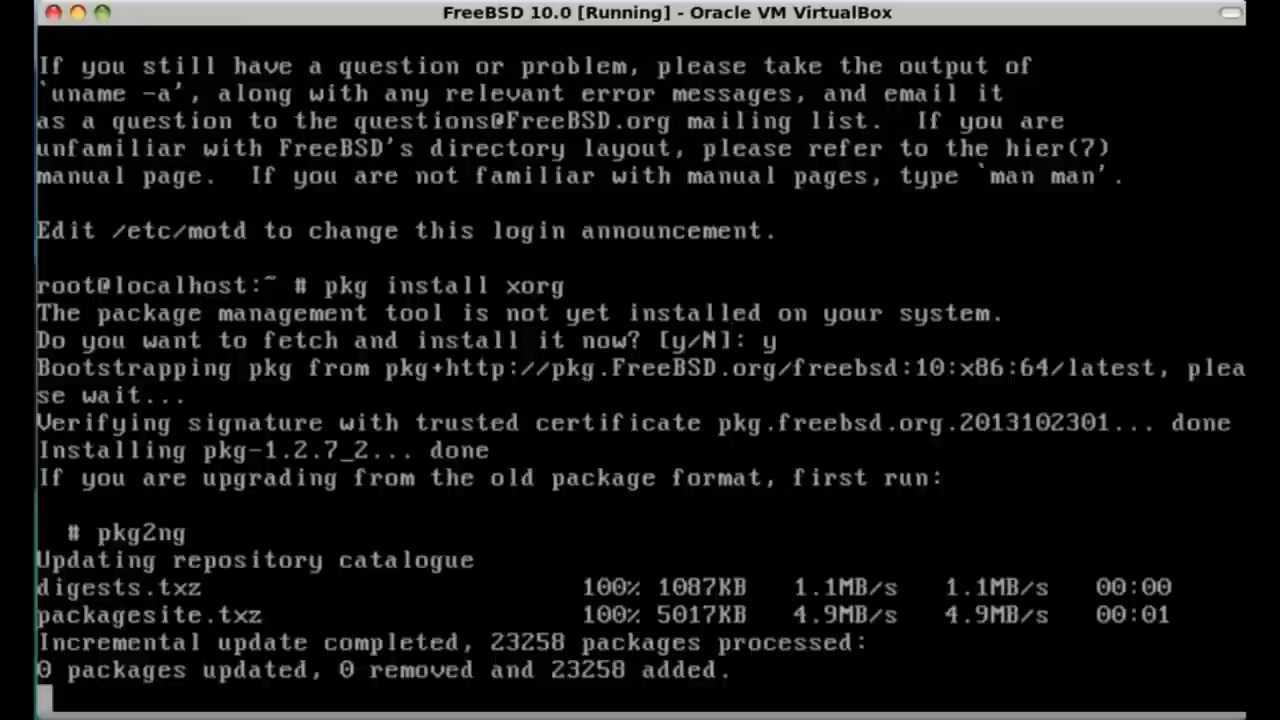 FreeBSD 10.0 [Running] - Oracle VM VirtualBox
If you still have a question or problem, please take the output of
`uname -a', along with any relevant error messages, and email it
as a question to the questions@FreeBSD.org mailing list.  If you are
unfamiliar with FreeBSD's directory layout, please refer to the hier(7)
manual page.  If you are not familiar with manual pages, type `man man'.
Edit /etc/motd to change this login announcement.
root@localhost:~ # pkg install xorg
The package management tool is not yet installed on your system.
Do you want to fetch and install it now? [y/N]: y
Bootstrapping pkg from pkg+http://pkg.FreeBSD.org/freebsd:10:x86:64/latest, plea
se wait...
Verifying signature with trusted certificate pkg.freebsd.org.2013102301... done
Installing pkg-1.2.7_2... done
If you are upgrading from the old package format, first run:
  # pkg2ng
Updating repository catalogue
digests.txz                         100% 1087KB   1.1MB/s   1.1MB/s   00:00
packagesite.txz                     100% 5017KB   4.9MB/s   4.9MB/s   00:01
Incremental update completed, 23258 packages processed:
0 packages updated, 0 removed and 23258 added.